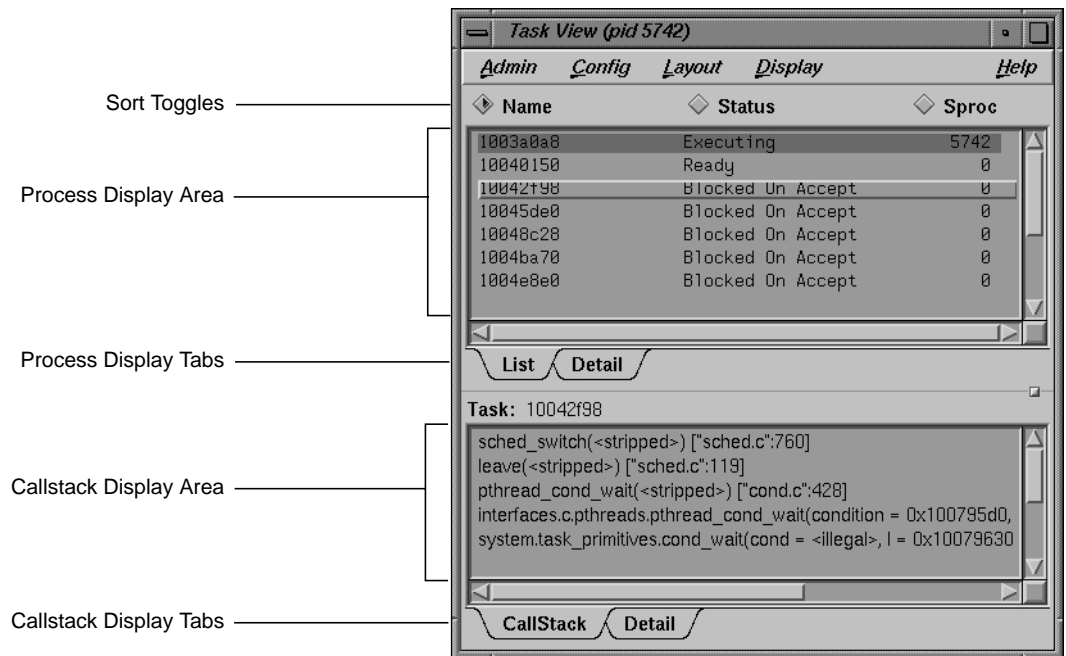 Task View (pid 5742)
Admin Config Layout Display Help
Sort Toggles
Name Status Sproc
Process Display Area
1003a0a8 Executing 5742
10040150 Ready 0
10042f98 Blocked On Accept 0
10045de0 Blocked On Accept 0
10048c28 Blocked On Accept 0
1004ba70 Blocked On Accept 0
1004e8e0 Blocked On Accept 0
Process Display Tabs
List Detail
Task: 10042f98
Callstack Display Area
sched_switch(<stripped>) ["sched.c":760]
leave(<stripped>) ["sched.c":119]
pthread_cond_wait(<stripped>) ["cond.c":428]
interfaces.c.pthreads.pthread_cond_wait(condition = 0x100795d0,
system.task_primitives.cond_wait(cond = <illegal>, l = 0x10079630
Callstack Display Tabs
CallStack Detail